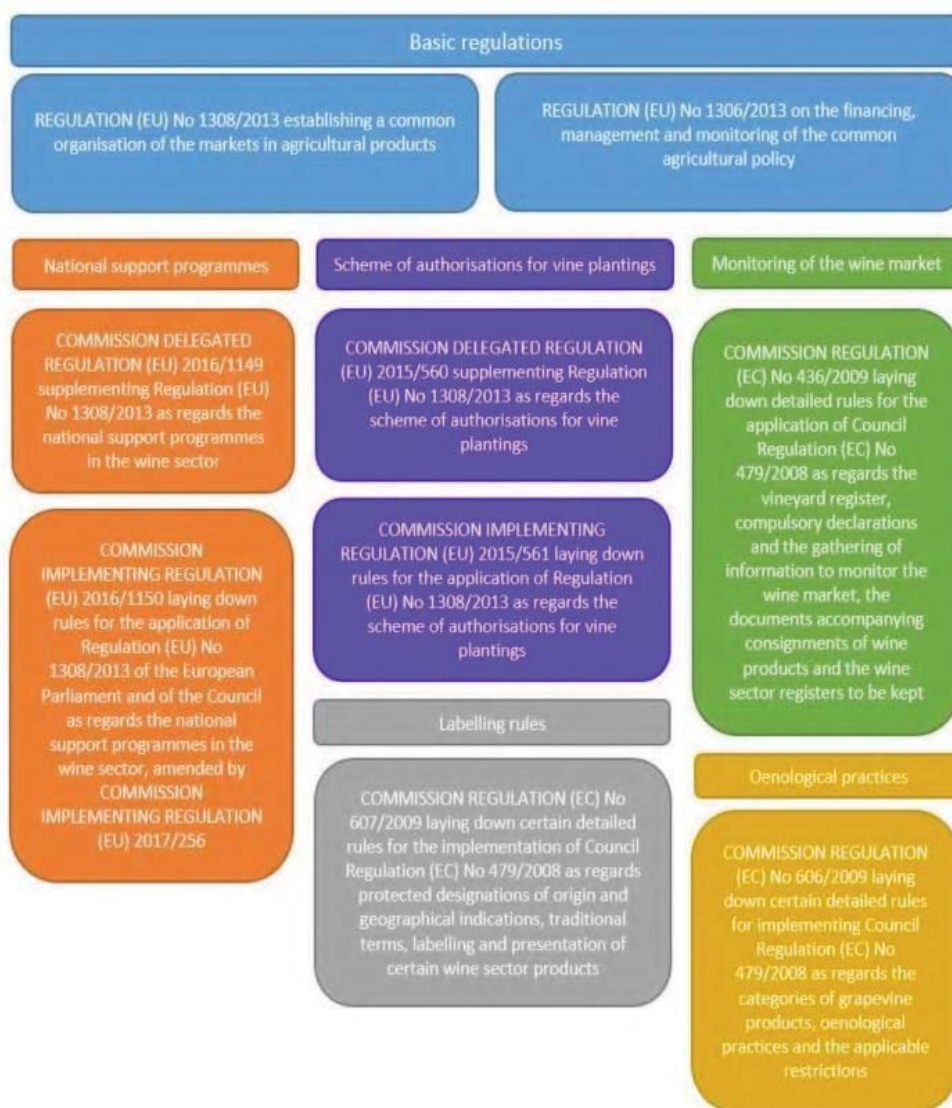 Basic regulations
REGULATION (EU) No 1308/2013 establishing a common
organisation of the markets in agricultural products
REGULATION (EU) No 1306/2013 on the financing,
management and monitoring of the common
agricultural policy
National support programmes
COMMISSION DELEGATED
REGULATION (EU) 2016/1149
supplementing Regulation (EU)
No 1308/2013 as regards the
national support programmes
in the wine sector
COMMISSION
IMPLEMENTING REGULATION
(EU) 2016/1150 laying down
rules for the application of
Regulation (EU) No
1308/2013 of the European
Parliament and of the Council
as regards the national
support programmes in the
wine sector, amended by
COMMISSION
IMPLEMENTING REGULATION
(EU) 2017/256
Scheme of authorisations for vine plantings
COMMISSION DELEGATED REGULATION
(EU) 2015/560 supplementing Regulation
(EU) No 1308/2013 as regards the
scheme of authorisations for vine
plantings
COMMISSION IMPLEMENTING
REGULATION (EU) 2015/561 laying down
rules for the application of Regulation
(EU) No 1308/2013 as regards the
scheme of authorisations for vine
plantings
Labelling rules
COMMISSION REGULATION (EC) No
607/2009 laying down certain detailed
rules for the implementation of Council
Regulation (EC) No 479/2008 as regards
protected designations of origin and
geographical indications, traditional
terms, labelling and presentation of
certain wine sector products
Monitoring of the wine market
COMMISSION REGULATION
(EC) No 436/2009 laying
down detailed rules for the
application of Council
Regulation (EC) No
479/2008 as regards the
vineyard register,
compulsory declarations
and the gathering of
information to monitor the
wine market, the
documents accompanying
consignments of wine
products and the wine
sector registers to be kept
Oenological practices
COMMISSION REGULATION
(EC) No 606/2009 laying
down certain detailed rules
for implementing Council
Regulation (EC) No
479/2008 as regards the
categories of grapevine
products, oenological
practices and the applicable
restrictions